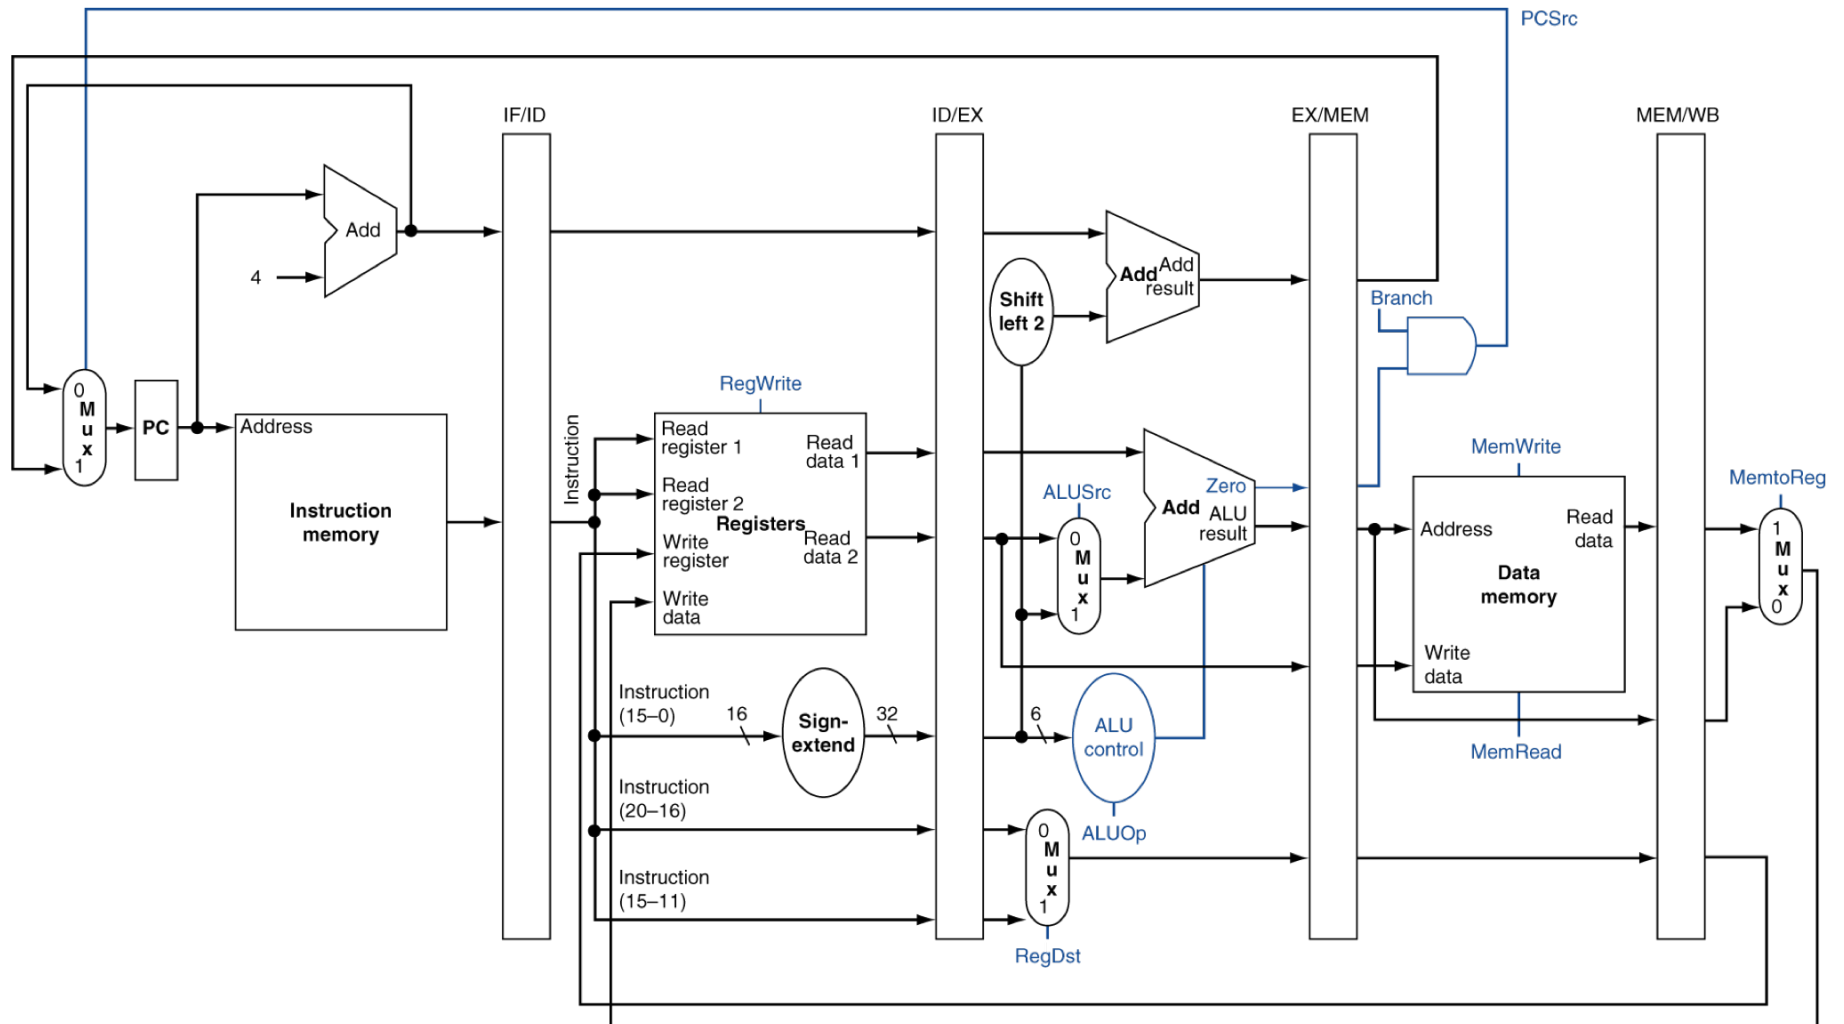 PCSrc
IF/ID
ID/EX
EX/MEM
MEM/WB
Add
4
Shift
left 2
Add
Add
result
Branch
0
M
u
x
1
PC
Address
Instruction
memory
Instruction
RegWrite
Read
register 1
Read
register 2
Write
register
Write
data
Registers
Read
data 1
Read
data 2
ALUSrc
0
M
u
x
1
Zero
Add
ALU
result
MemWrite
Address
Read
data
Data
memory
Write
data
MemRead
MemtoReg
1
M
u
x
0
Instruction
(15–0)
16
Sign-
extend
32
6
ALU
control
ALUOp
Instruction
(20–16)
Instruction
(15–11)
0
M
u
x
1
RegDst